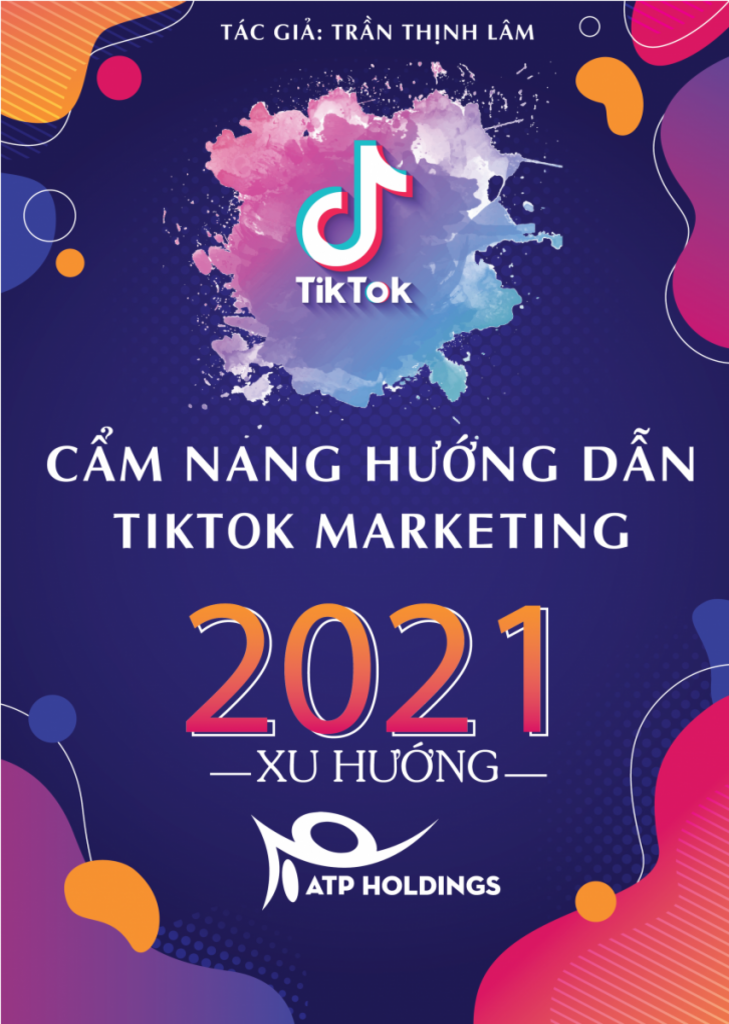 TÁC GIẢ: TRẦN THỊNH LÂM
TikTok
CẨM NANG HƯỚNG DẪN
TIKTOK MARKETING
2021
XU HƯỚNG
ATP HOLDINGS